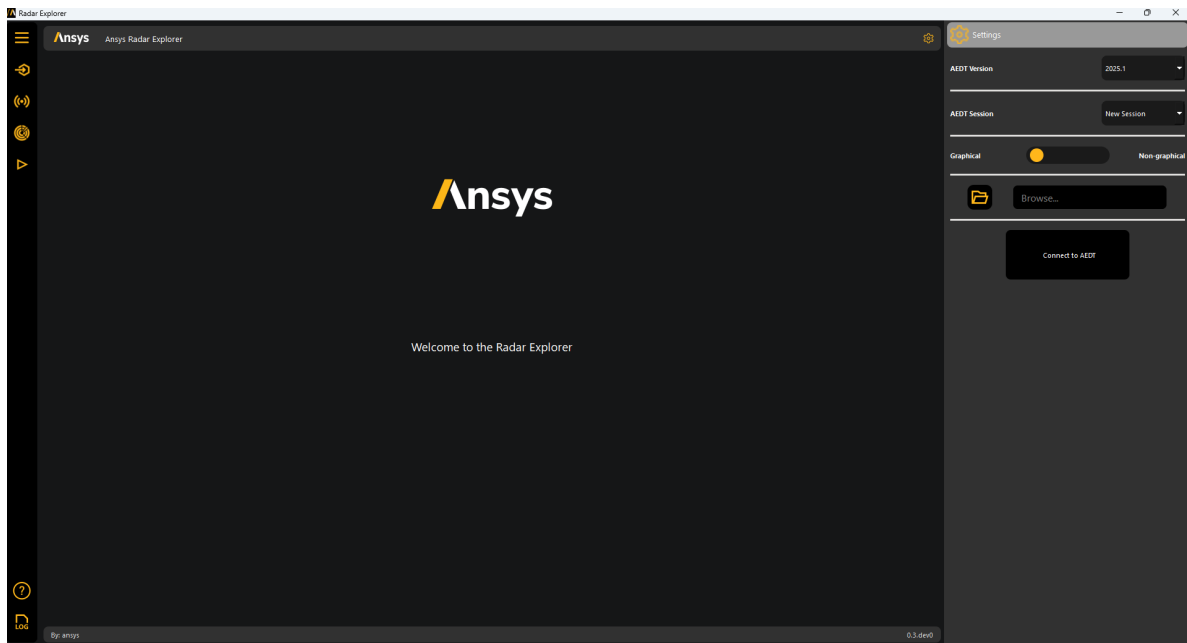 Radar Explorer
Ansys Ansys Radar Explorer
Settings
AEDT Version 2025.1
AEDT Session New Session
Graphical Non-graphical
Browse...
Connect to AEDT
Ansys
Welcome to the Radar Explorer
?
LOG
By: ansys 0.3.dev0